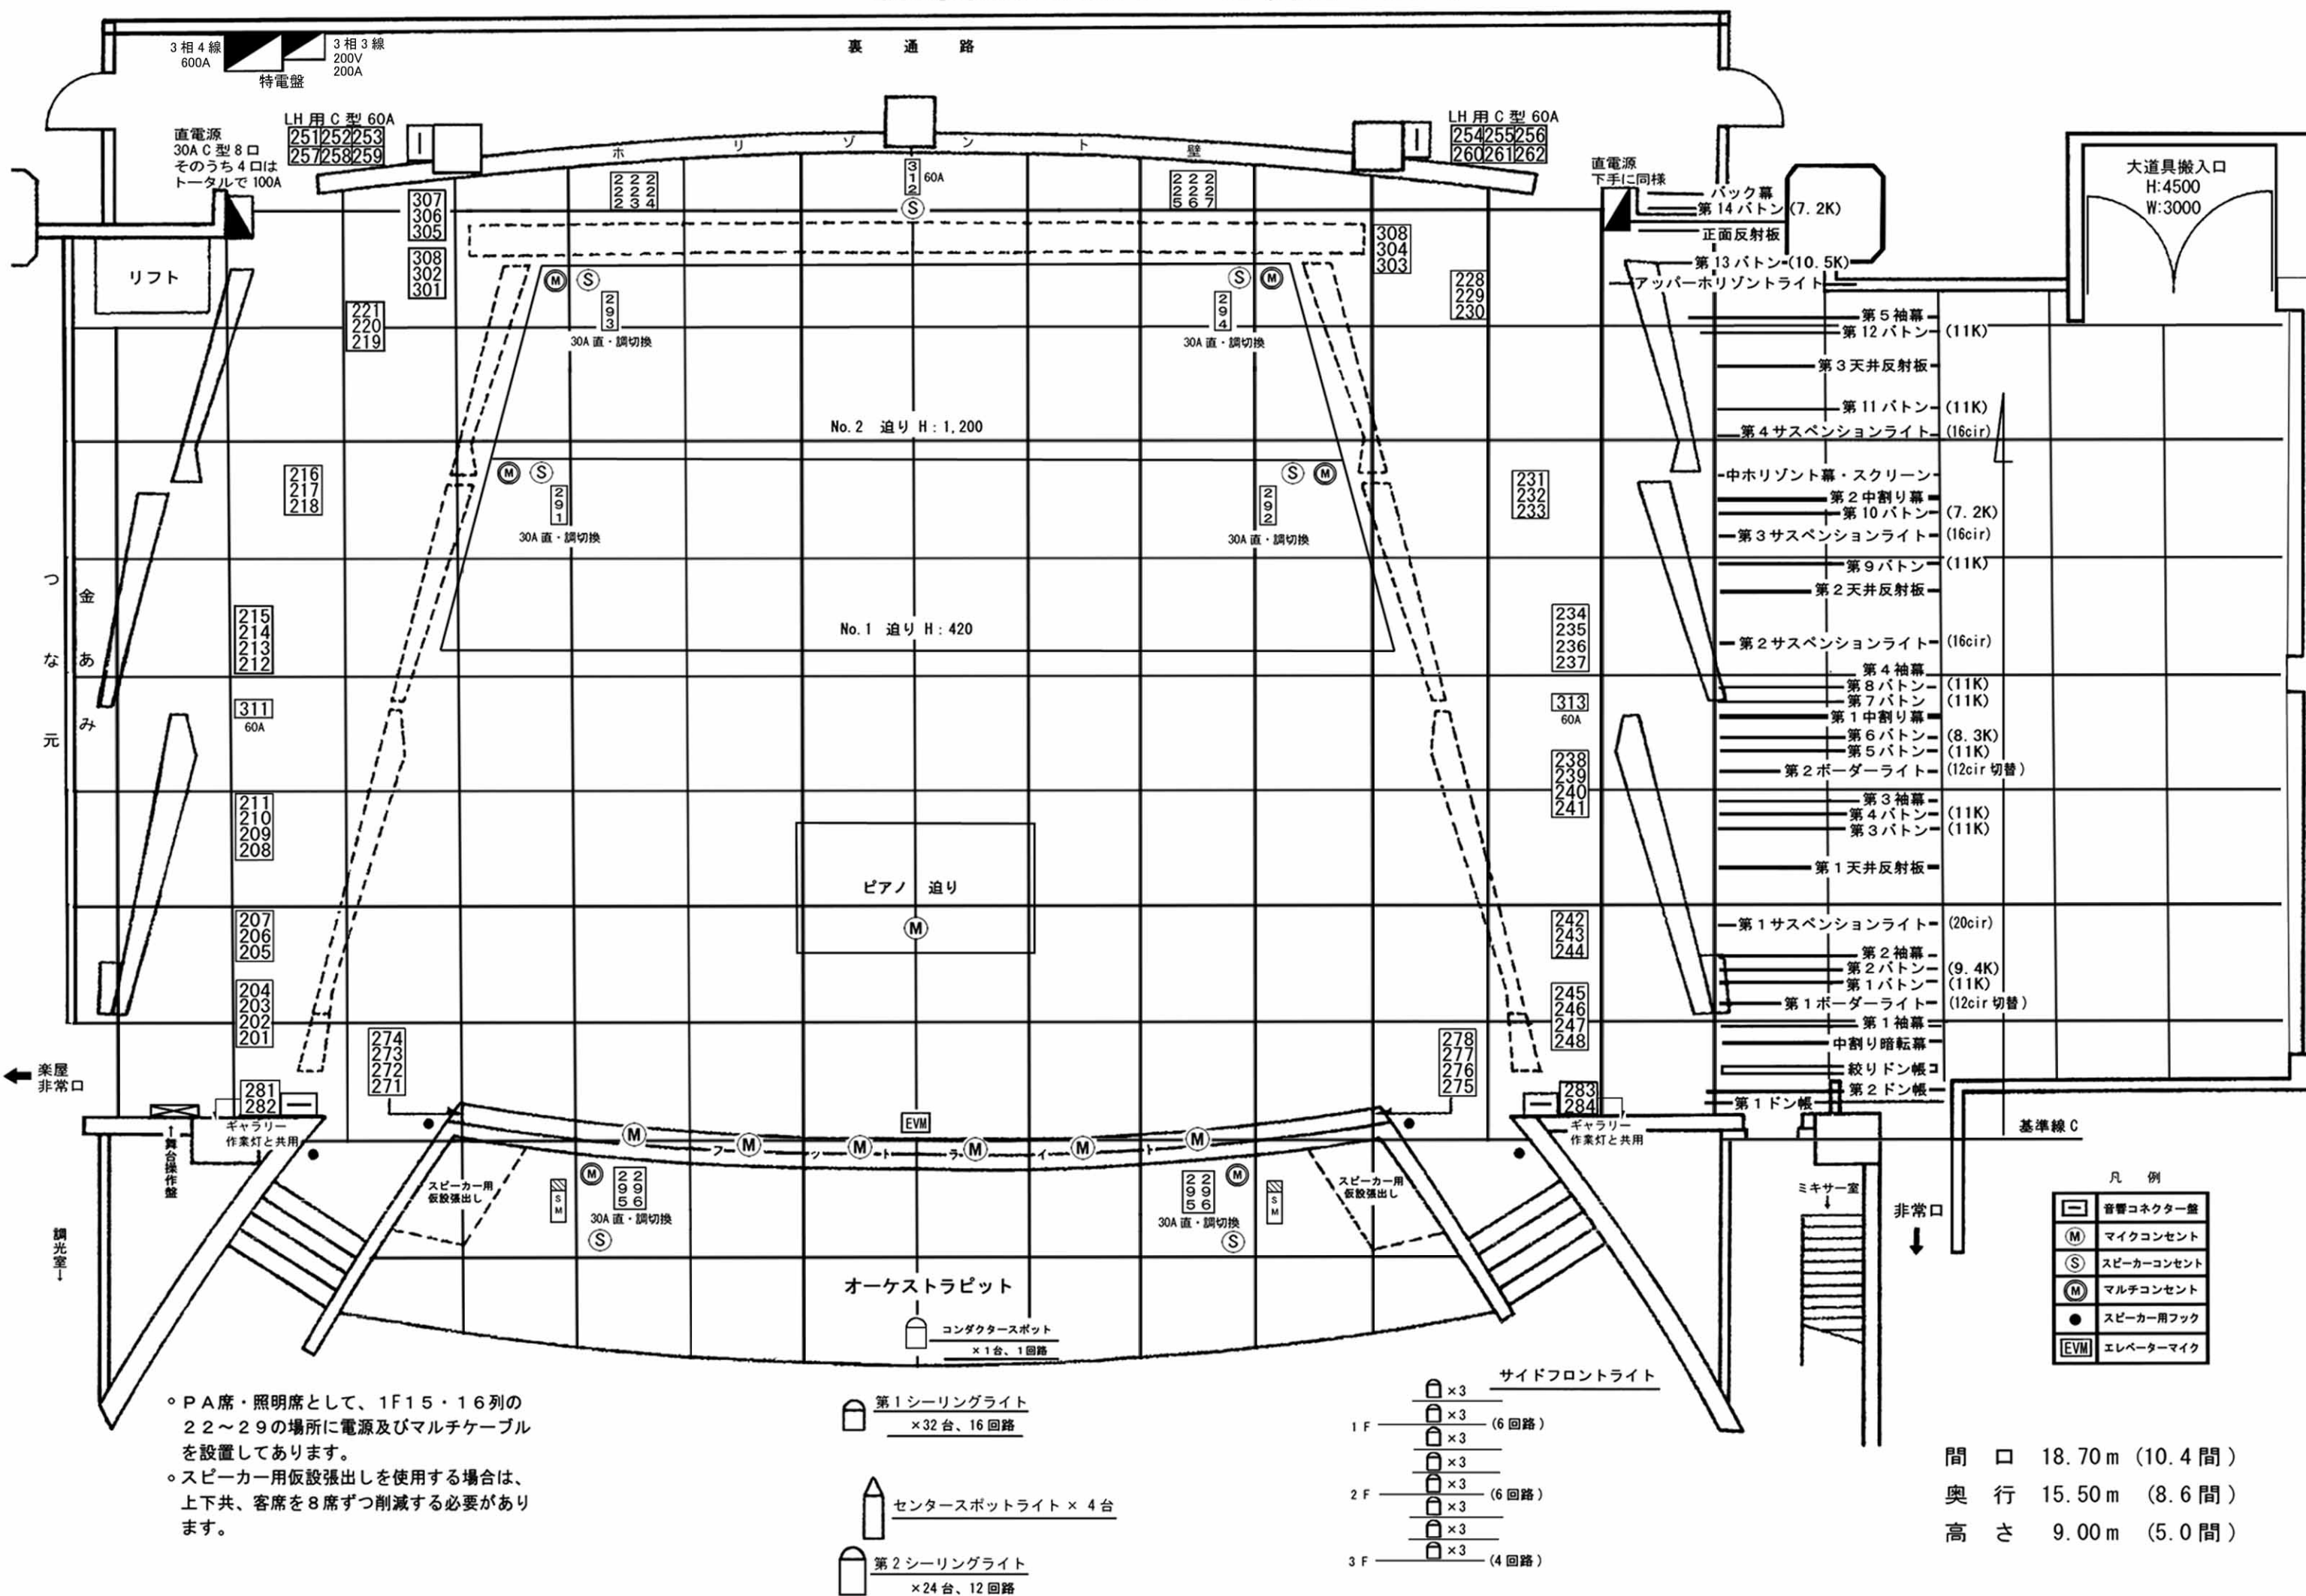 裏 通 路
3相4線
600A
3相3線
200V
200A
特電盤
直電源
30A C型8口
そのうち4口は
トータルで100A
LH用C型60A
251 252 253
257 258 259
ホリゾント壁
LH用C型60A
254 255 256
260 261 262
直電源
下手に同様
大道具搬入口
H:4500
W:3000
312
60A
S
222 223 224
225 226 227
307
306
305
308
302
301
308
304
303
リフト
221
220
219
228
229
230
M S
293
30A直・調切換
S M
294
30A直・調切換
No.2 迫り H:1,200
216
217
218
231
232
233
M S
291
30A直・調切換
S M
292
30A直・調切換
No.1 迫り H:420
つな元
金あみ
215
214
213
212
234
235
236
237
311
60A
313
60A
211
210
209
208
238
239
240
241
ピアノ 迫り
M
207
206
205
242
243
244
204
203
202
201
245
246
247
248
274
273
272
271
278
277
276
275
281
282
283
284
バック幕
第14バトン(7.2K)
正面反射板
第13バトン(10.5K)
アッパーホリゾントライト
第5袖幕
第12バトン (11K)
第3天井反射板
第11バトン (11K)
第4サスペンションライト (16cir)
中ホリゾント幕・スクリーン
第2中割り幕
第10バトン (7.2K)
第3サスペンションライト (16cir)
第9バトン (11K)
第2天井反射板
第2サスペンションライト (16cir)
第4袖幕
第8バトン (11K)
第7バトン (11K)
第1中割り幕
第6バトン (8.3K)
第5バトン (11K)
第2ボーダーライト (12cir切替)
第3袖幕
第4バトン (11K)
第3バトン (11K)
第1天井反射板
第1サスペンションライト (20cir)
第2袖幕
第2バトン (9.4K)
第1バトン (11K)
第1ボーダーライト (12cir切替)
第1袖幕
中割り暗転幕
絞りドン帳
第2ドン帳
第1ドン帳
基準線C
楽屋
非常口
ギャラリー
作業灯と共用
↑舞台操作盤
調光室↓
EVM
M M M M M M
フットライト
ギャラリー
作業灯と共用
スピーカー用
仮設張出し
SM
M
295 296
30A直・調切換
S
295 296
M
SM
30A直・調切換
S
スピーカー用
仮設張出し
オーケストラピット
コンダクタースポット
×1台、1回路
ミキサー室
↓
非常口
凡 例
音響コネクター盤
M マイクコンセント
S スピーカーコンセント
M マルチコンセント
● スピーカー用フック
EVM エレベーターマイク
。PA席・照明席として、1F15・16列の
22~29の場所に電源及びマルチケーブル
を設置してあります。
。スピーカー用仮設張出しを使用する場合は、
上下共、客席を8席ずつ削減する必要があり
ます。
第1シーリングライト
×32台、16回路
センタースポットライト × 4台
第2シーリングライト
×24台、12回路
サイドフロントライト
×3
×3
1F (6回路)
×3
×3
×3
2F (6回路)
×3
×3
×3
3F (4回路)
間 口 18.70m (10.4間)
奥 行 15.50m (8.6間)
高 さ 9.00m (5.0間)